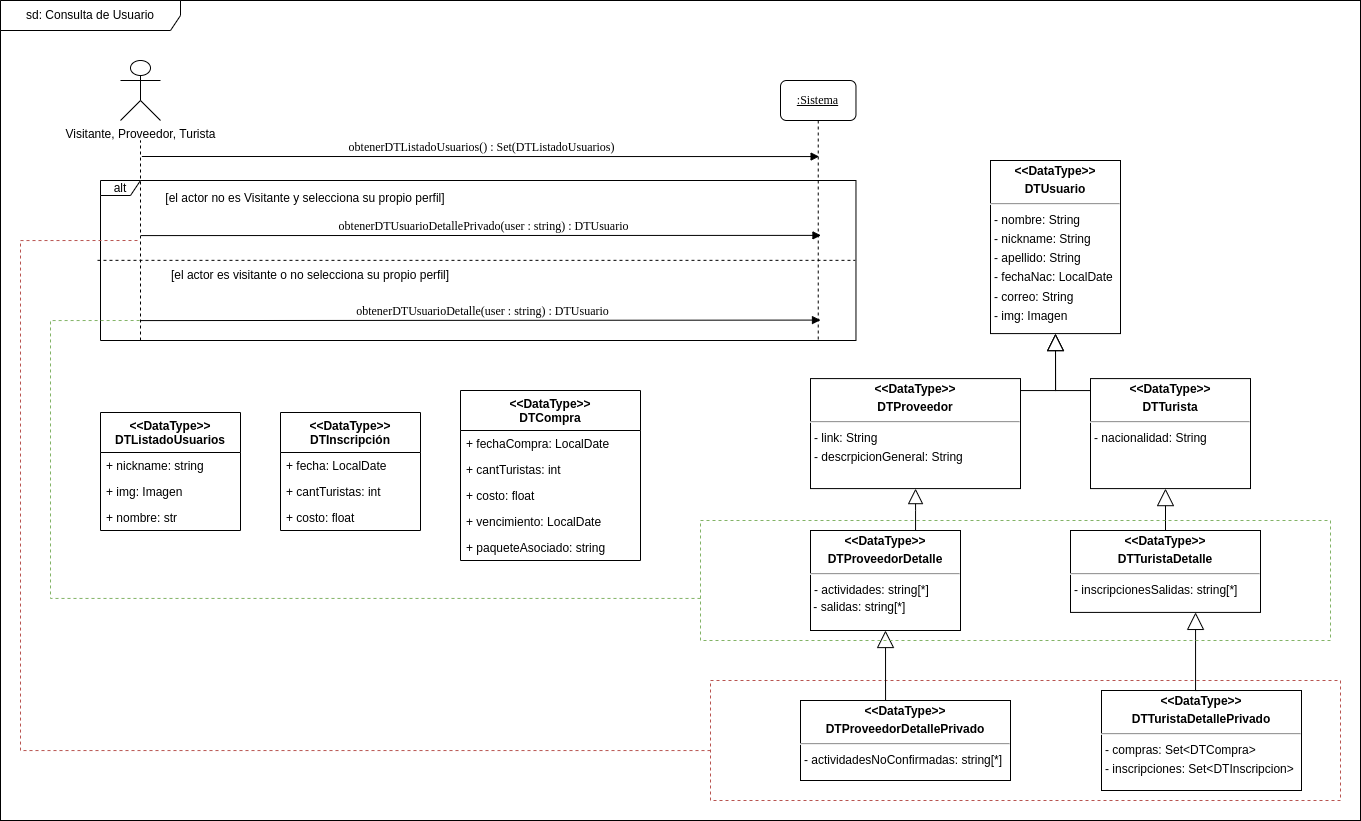 sd: Consulta de Usuario
:Sistema
Visitante, Proveedor, Turista
obtenerDTListadoUsuarios() : Set(DTListadoUsuarios)
alt
[el actor no es Visitante y selecciona su propio perfil]
obtenerDTUsuarioDetallePrivado(user : string) : DTUsuario
[el actor es visitante o no selecciona su propio perfil]
obtenerDTUsuarioDetalle(user : string) : DTUsuario
<<DataType>>
DTUsuario
- nombre: String
- nickname: String
- apellido: String
- fechaNac: LocalDate
- correo: String
- img: Imagen
<<DataType>>
DTListadoUsuarios
+ nickname: string
+ img: Imagen
+ nombre: str
<<DataType>>
DTInscripción
+ fecha: LocalDate
+ cantTuristas: int
+ costo: float
<<DataType>>
DTCompra
+ fechaCompra: LocalDate
+ cantTuristas: int
+ costo: float
+ vencimiento: LocalDate
+ paqueteAsociado: string
<<DataType>>
DTProveedor
- link: String
- descrpicionGeneral: String
<<DataType>>
DTTurista
- nacionalidad: String
<<DataType>>
DTProveedorDetalle
- actividades: string[*]
- salidas: string[*]
<<DataType>>
DTTuristaDetalle
- inscripcionesSalidas: string[*]
<<DataType>>
DTProveedorDetallePrivado
- actividadesNoConfirmadas: string[*]
<<DataType>>
DTTuristaDetallePrivado
- compras: Set<DTCompra>
- inscripciones: Set<DTInscripcion>